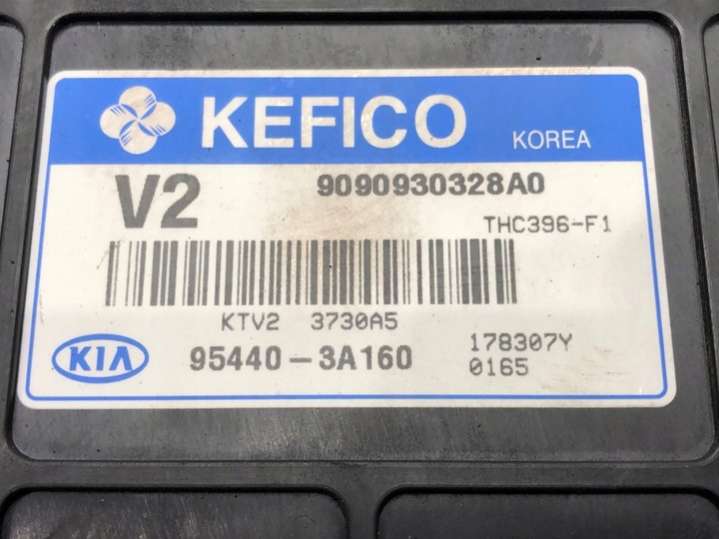 KEFICO KOREA
V2 9090930328A0
THC396-F1
KTV2 3730A5
KIA 95440-3A160 178307Y
0165